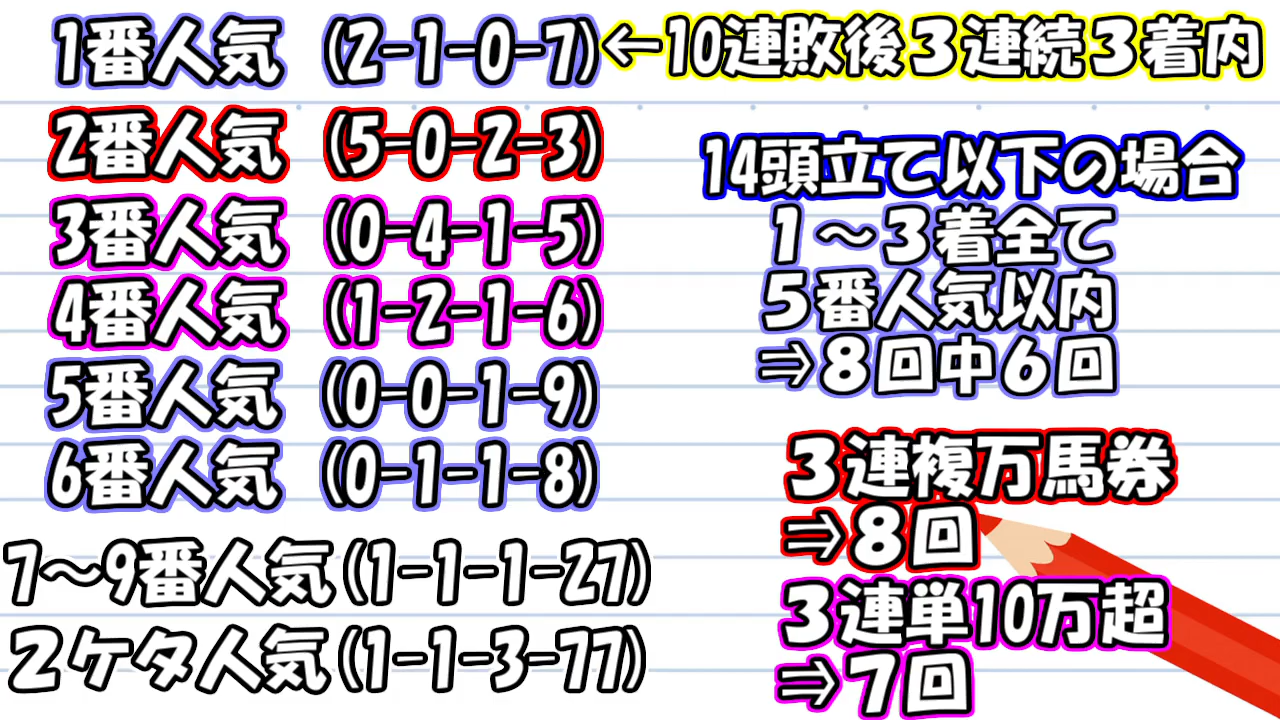 1番人気 (2-1-0-7)←10連敗後３連続３着内
2番人気 (5-0-2-3)
3番人気 (0-4-1-5)
4番人気 (1-2-1-6)
5番人気 (0-0-1-9)
6番人気 (0-1-1-8)
7～9番人気(1-1-1-27)
２ケタ人気(1-1-3-77)
14頭立て以下の場合
１～３着全て
５番人気以内
⇒８回中６回
３連複万馬券
⇒８回
３連単10万超
⇒７回